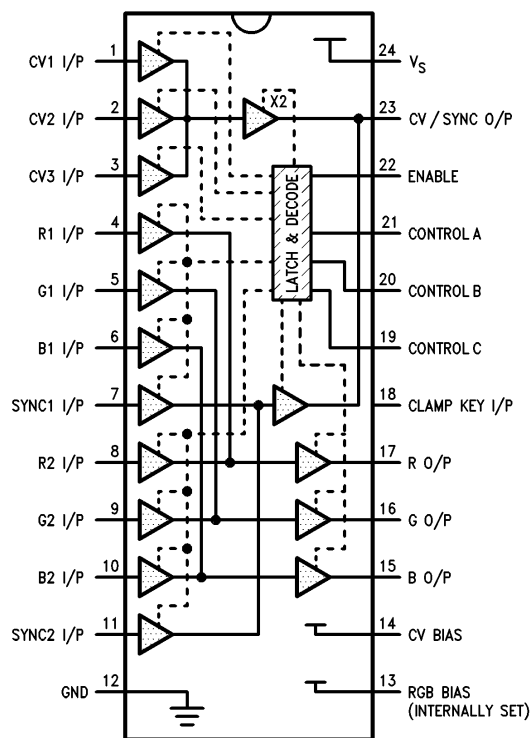 CV1 I/P 1
CV2 I/P 2
CV3 I/P 3
R1 I/P 4
G1 I/P 5
B1 I/P 6
SYNC1 I/P 7
R2 I/P 8
G2 I/P 9
B2 I/P 10
SYNC2 I/P 11
GND 12
X2
LATCH & DECODE
24 VS
23 CV/SYNC O/P
22 ENABLE
21 CONTROL A
20 CONTROL B
19 CONTROL C
18 CLAMP KEY I/P
17 R O/P
16 G O/P
15 B O/P
14 CV BIAS
13 RGB BIAS
(INTERNALLY SET)